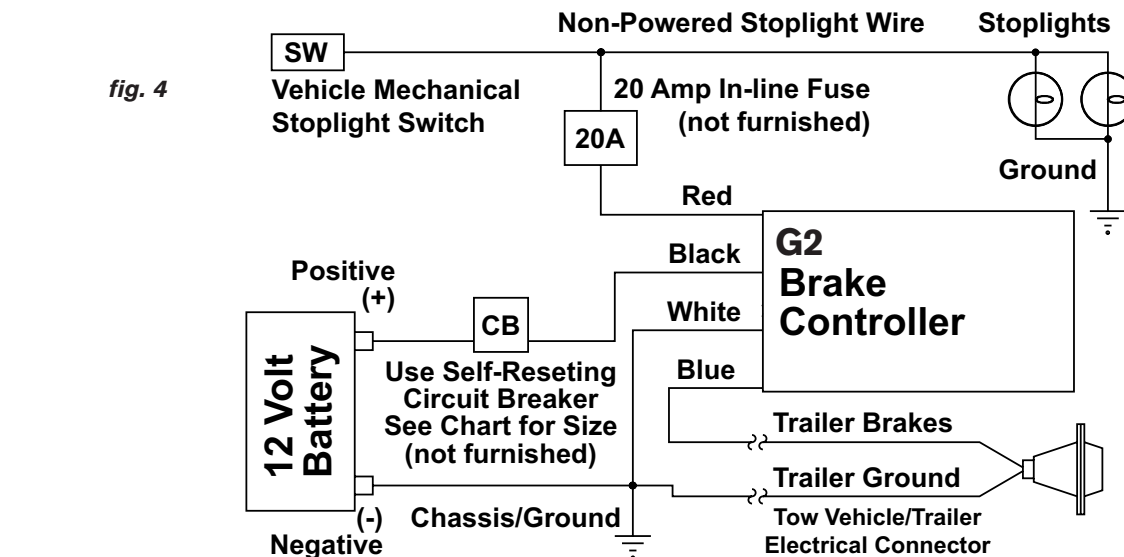 Non-Powered Stoplight Wire
Stoplights
SW
fig. 4
Vehicle Mechanical
Stoplight Switch
20 Amp In-line Fuse
(not furnished)
20A
Ground
Red
G2
Brake
Controller
Black
Positive
(+)
White
CB
12 Volt
Battery
Use Self-Reseting
Circuit Breaker
See Chart for Size
(not furnished)
Blue
Trailer Brakes
Trailer Ground
(-)
Negative
Chassis/Ground
Tow Vehicle/Trailer
Electrical Connector